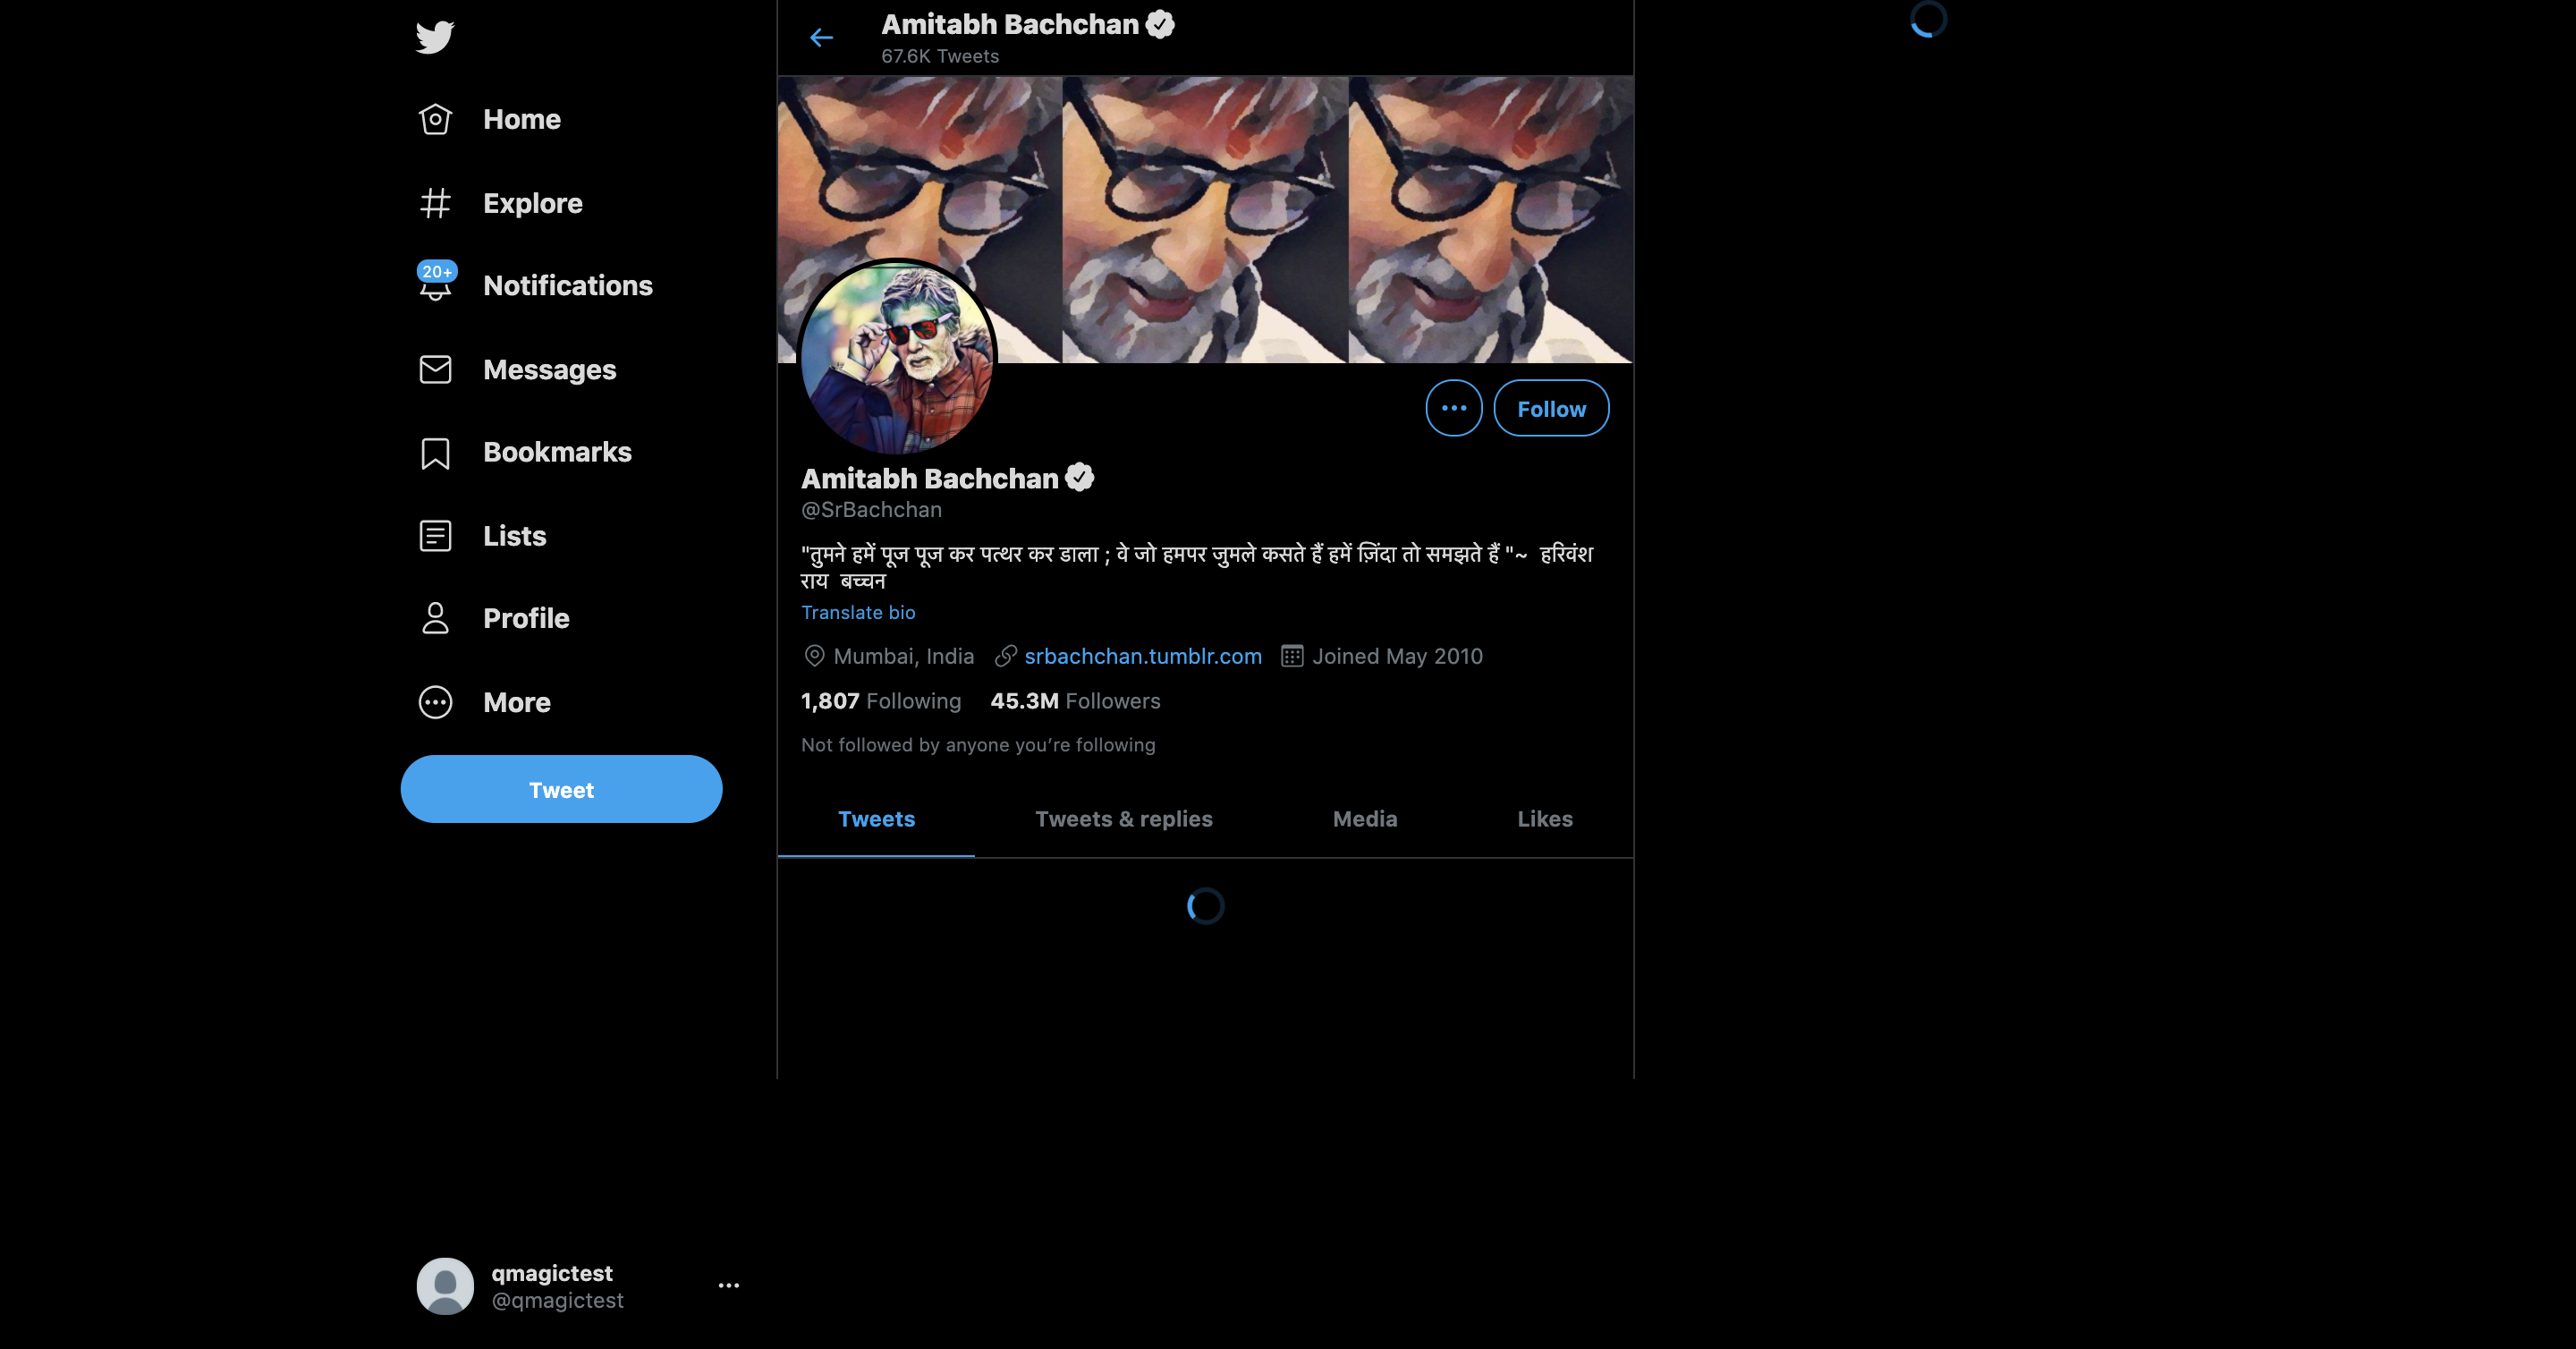 Amitabh Bachchan
67.6K Tweets
Home
Explore
20+
Notifications
Messages
Bookmarks
Lists
Profile
More
Tweet
Follow
Amitabh Bachchan
@SrBachchan
"तुमने हमें पूज पूज कर पत्थर कर डाला ; वे जो हमपर जुमले कसते हैं हमें ज़िंदा तो समझते हैं "~ हरिवंश
राय बच्चन
Translate bio
Mumbai, India srbachchan.tumblr.com Joined May 2010
1,807 Following 45.3M Followers
Not followed by anyone you’re following
Tweets Tweets & replies Media Likes
qmagictest
@qmagictest